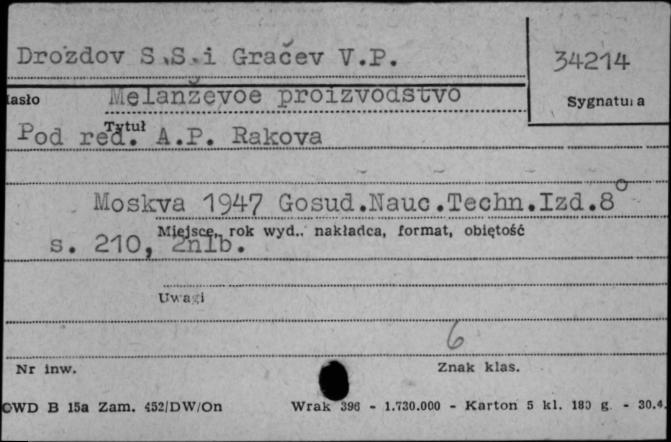 Drozdov S.S.i Gračev V.P.
34214
Hasło
Melanževoe proizvodstvo
Sygnatura
Tytuł
Pod red. A.P. Rakova
Moskva 1947 Gosud.Nauc.Techn.Izd.8°
Miejsce, rok wyd., nakładca, format, objętość
s. 210, 2nlb.
Uwagi
6
Nr inw.
Znak klas.
OWD B 15a Zam. 452/DW/On Wrak 396 - 1.730.000 - Karton 5 kl. 180 g. - 30.4.